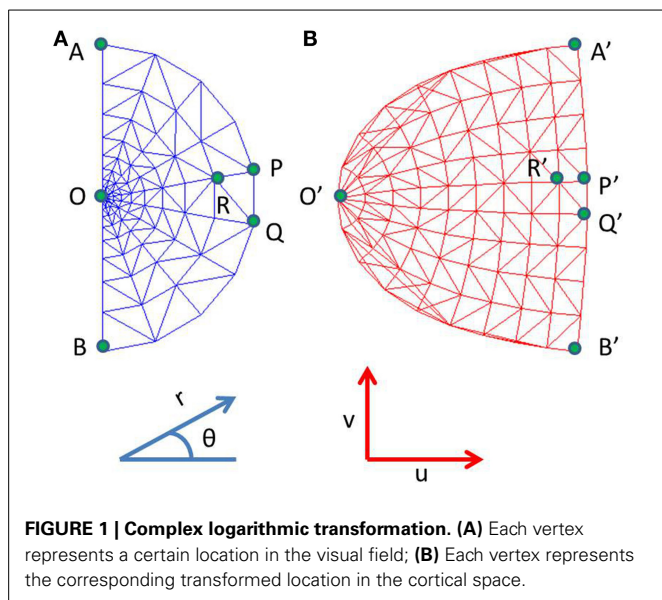 A
B
A
A'
P
R'
P'
O
O'
R
Q'
Q
B
B'
r
θ
v
u
FIGURE 1 | Complex logarithmic transformation. (A) Each vertex
represents a certain location in the visual field; (B) Each vertex represents
the corresponding transformed location in the cortical space.